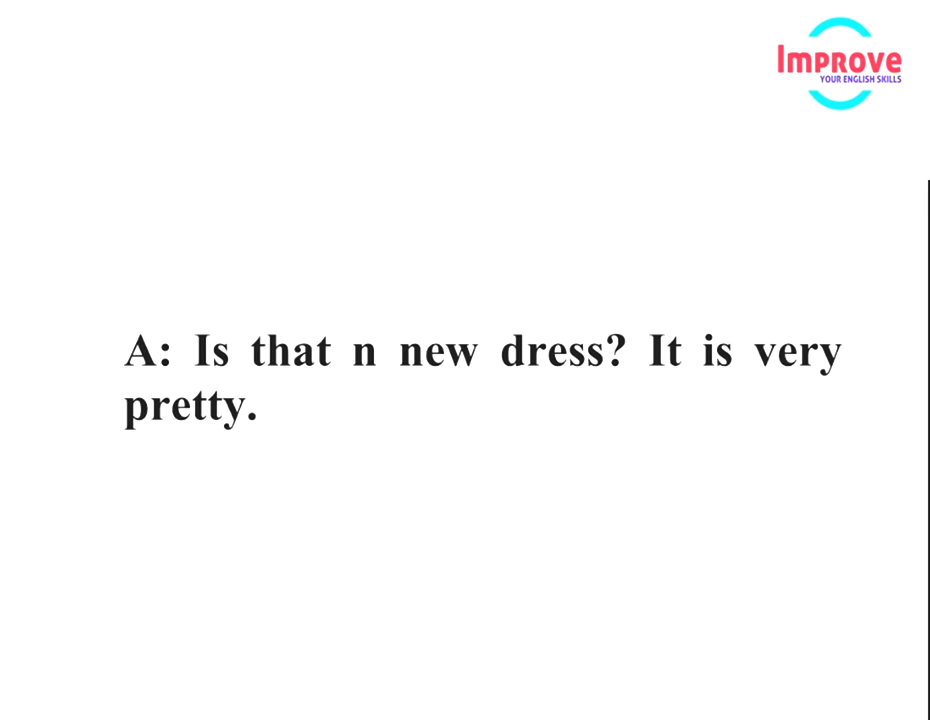 Improve
YOUR ENGLISH SKILLS
A: Is that n new dress? It is very
pretty.